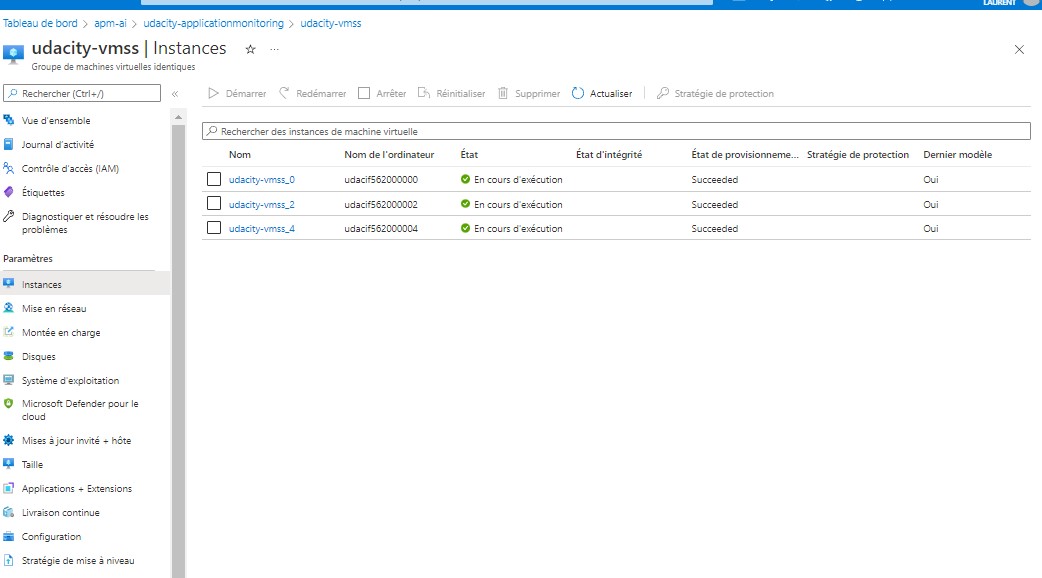 LAURENT
Tableau de bord > apm-ai > udacity-applicationmonitoring > udacity-vmss
udacity-vmss | Instances ☆ ...
Groupe de machines virtuelles identiques
Rechercher (Ctrl+/) «
Démarrer Redémarrer Arrêter Réinitialiser Supprimer Actualiser Stratégie de protection
Vue d'ensemble
Journal d'activité
Contrôle d'accès (IAM)
Étiquettes
Diagnostiquer et résoudre les
problèmes
Paramètres
Instances
Mise en réseau
Montée en charge
Disques
Système d'exploitation
Microsoft Defender pour le
cloud
Mises à jour invité + hôte
Taille
Applications + Extensions
Livraison continue
Configuration
Stratégie de mise à niveau
Rechercher des instances de machine virtuelle
Nom Nom de l'ordinateur État État d'intégrité État de provisionneme... Stratégie de protection Dernier modèle
udacity-vmss_0 udacif562000000 En cours d'exécution Succeeded Oui
udacity-vmss_2 udacif562000002 En cours d'exécution Succeeded Oui
udacity-vmss_4 udacif562000004 En cours d'exécution Succeeded Oui